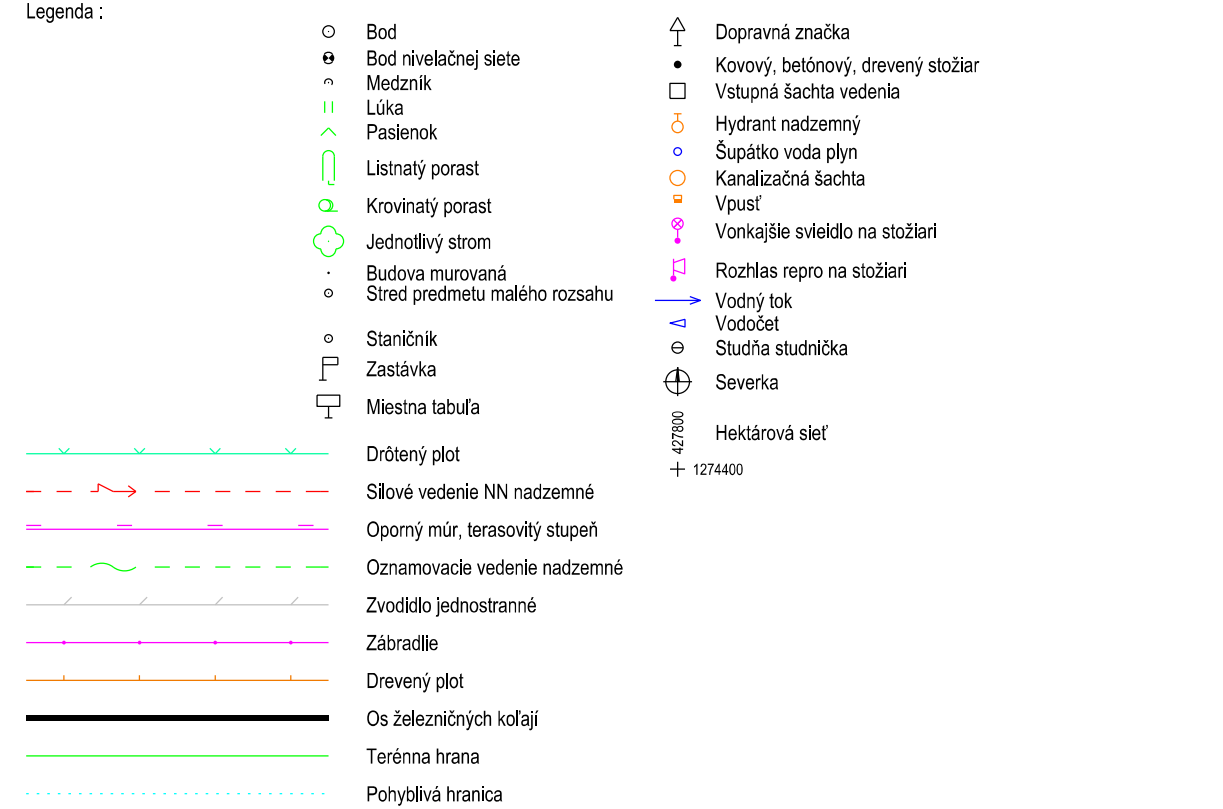 Legenda :
Bod
Bod nivelačnej siete
Medzník
Lúka
Pasienok
Listnatý porast
Krovinatý porast
Jednotlivý strom
Budova murovaná
Stred predmetu malého rozsahu
Staničník
Zastávka
Miestna tabuľa
Drôtený plot
Silové vedenie NN nadzemné
Oporný múr, terasovitý stupeň
Oznamovacie vedenie nadzemné
Zvodidlo jednostranné
Zábradlie
Drevený plot
Os železničných koľají
Terénna hrana
Pohyblivá hranica
Dopravná značka
Kovový, betónový, drevený stožiar
Vstupná šachta vedenia
Hydrant nadzemný
Šupátko voda plyn
Kanalizačná šachta
Vpusť
Vonkajšie svieidlo na stožiari
Rozhlas repro na stožiari
Vodný tok
Vodočet
Studňa studnička
Severka
Hektárová sieť
427800
1274400